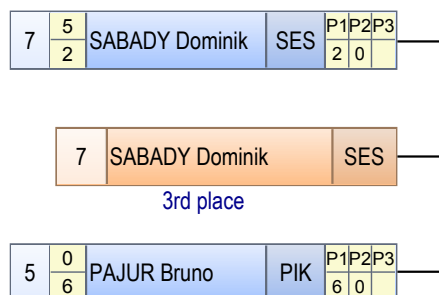 7 5 2 SABADY Dominik SES P1 P2 P3 2 0
7 SABADY Dominik SES
3rd place
5 0 6 PAJUR Bruno PIK P1 P2 P3 6 0